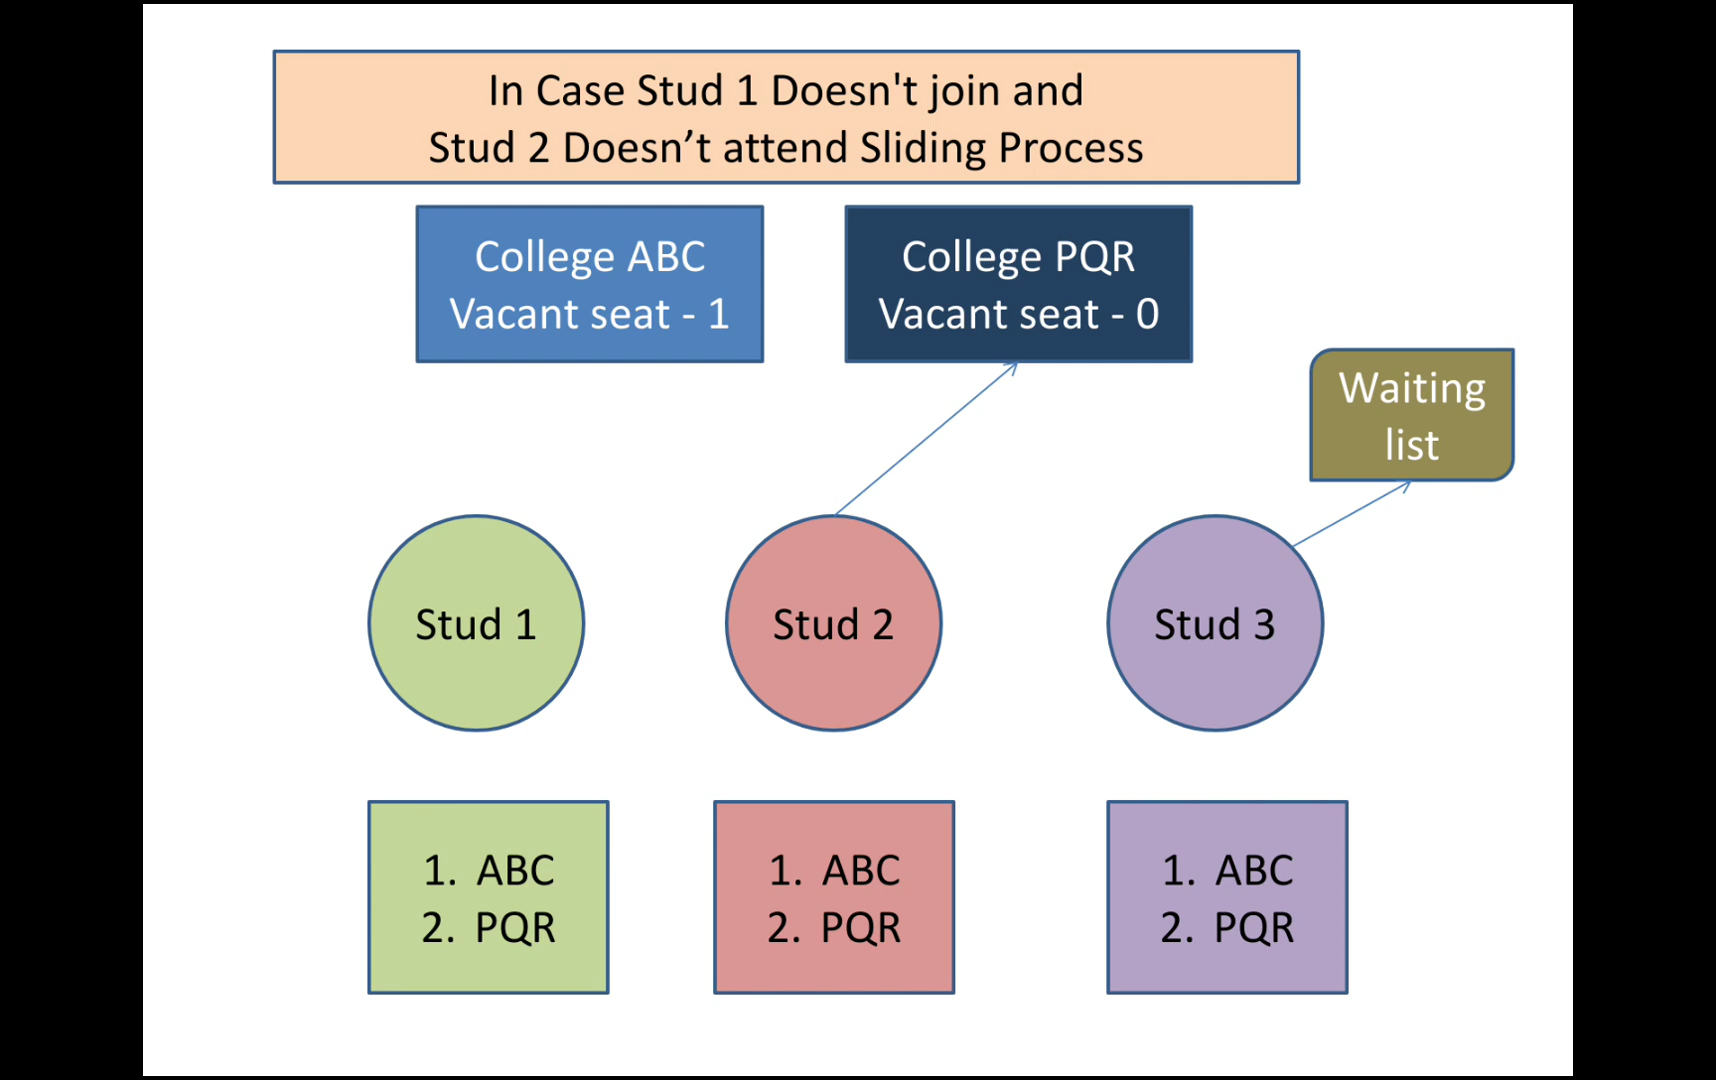 In Case Stud 1 Doesn't join and
Stud 2 Doesn’t attend Sliding Process
College ABC
Vacant seat - 1
College PQR
Vacant seat - 0
Waiting
list
Stud 1
Stud 2
Stud 3
1. ABC
2. PQR
1. ABC
2. PQR
1. ABC
2. PQR